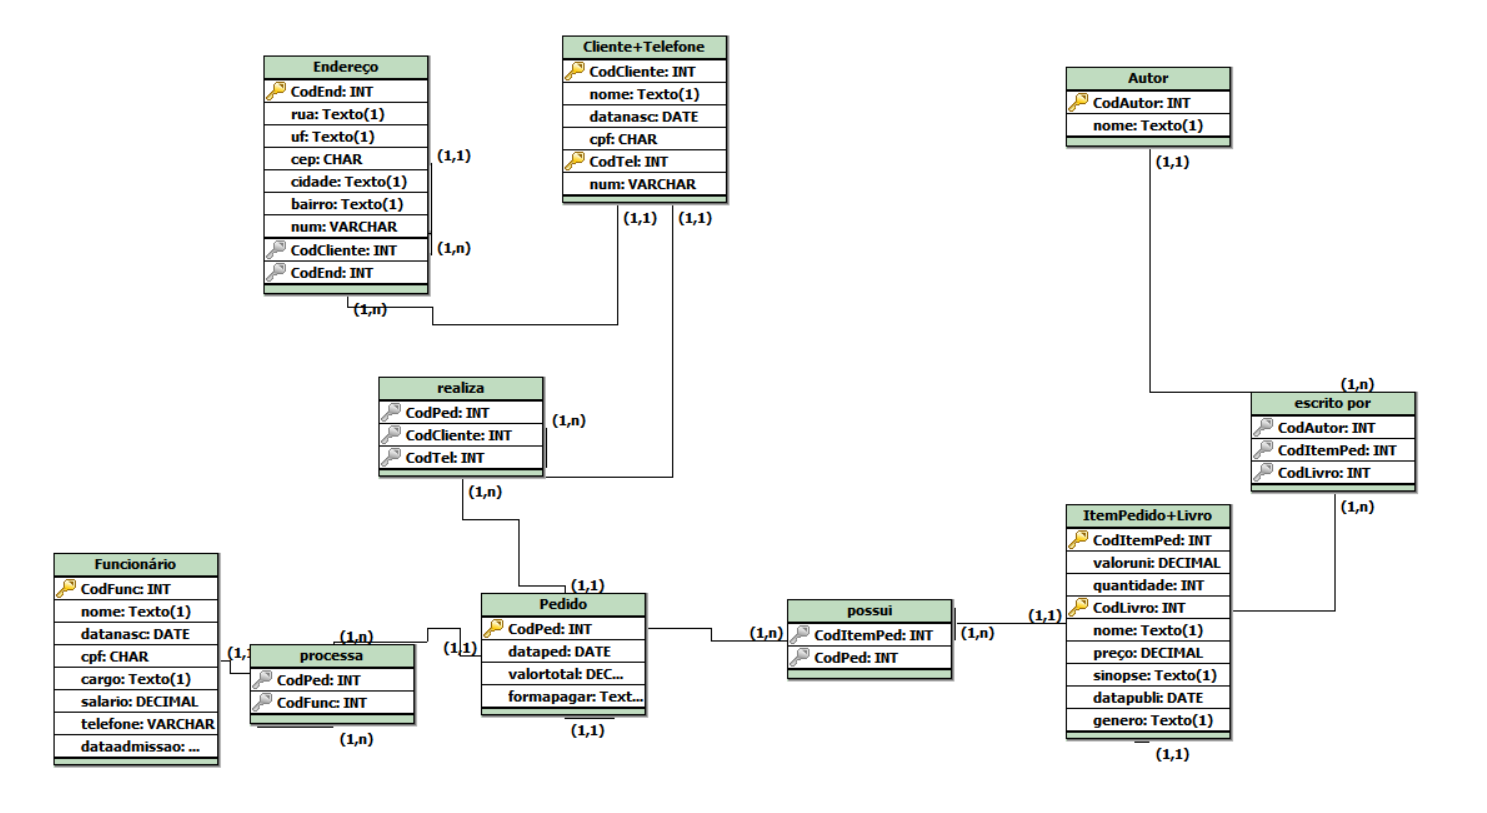 Endereço
CodEnd: INT
rua: Texto(1)
uf: Texto(1)
cep: CHAR
cidade: Texto(1)
bairro: Texto(1)
num: VARCHAR
CodCliente: INT
CodEnd: INT
(1,1)
(1,n)
(1,n)
Cliente+Telefone
CodCliente: INT
nome: Texto(1)
datanasc: DATE
cpf: CHAR
CodTel: INT
num: VARCHAR
(1,1)
(1,1)
Autor
CodAutor: INT
nome: Texto(1)
(1,1)
realiza
CodPed: INT
CodCliente: INT
CodTel: INT
(1,n)
(1,n)
(1,n)
escrito por
CodAutor: INT
CodItemPed: INT
CodLivro: INT
(1,n)
Funcionário
CodFunc: INT
nome: Texto(1)
datanasc: DATE
cpf: CHAR
cargo: Texto(1)
salario: DECIMAL
telefone: VARCHAR
dataadmissao: ...
(1,1
(1,n)
processa
CodPed: INT
CodFunc: INT
(1,n)
(1,1)
(1,1)
Pedido
CodPed: INT
dataped: DATE
valortotal: DEC...
formapagar: Text...
(1,1)
(1,n)
possui
CodItemPed: INT
CodPed: INT
(1,n)
(1,1)
ItemPedido+Livro
CodItemPed: INT
valoruni: DECIMAL
quantidade: INT
CodLivro: INT
nome: Texto(1)
preço: DECIMAL
sinopse: Texto(1)
datapubli: DATE
genero: Texto(1)
(1,1)